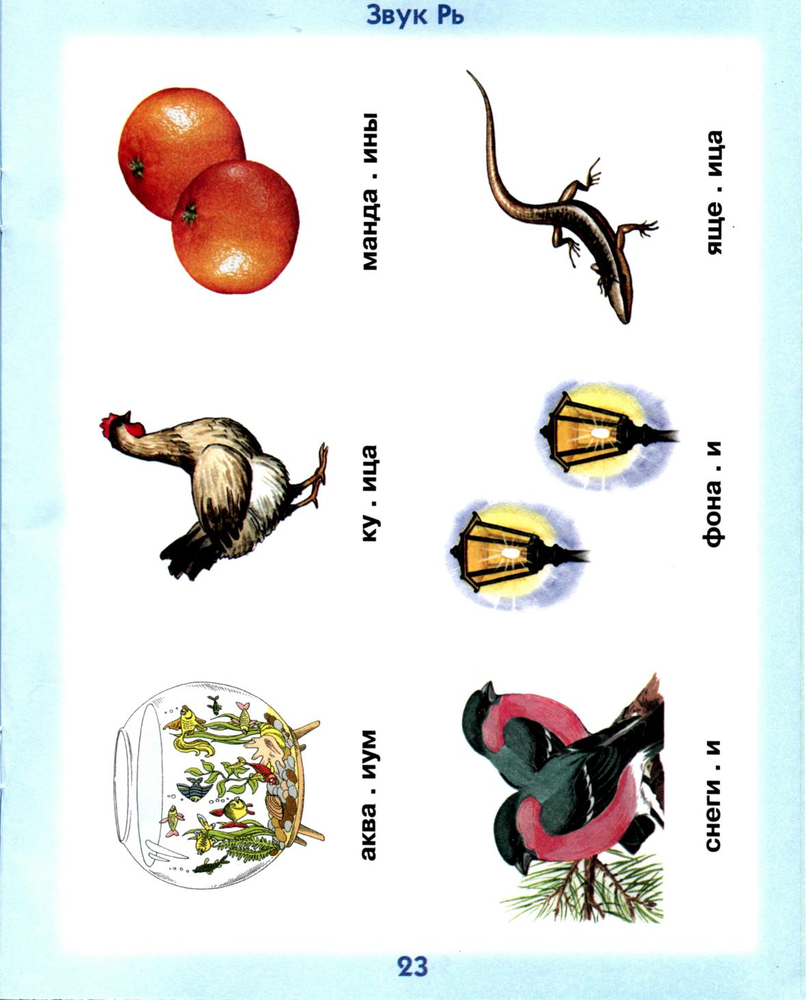 Звук Рь
аква . иум
ку . ица
манда . ины
снеги . и
фона . и
яще . ица
23